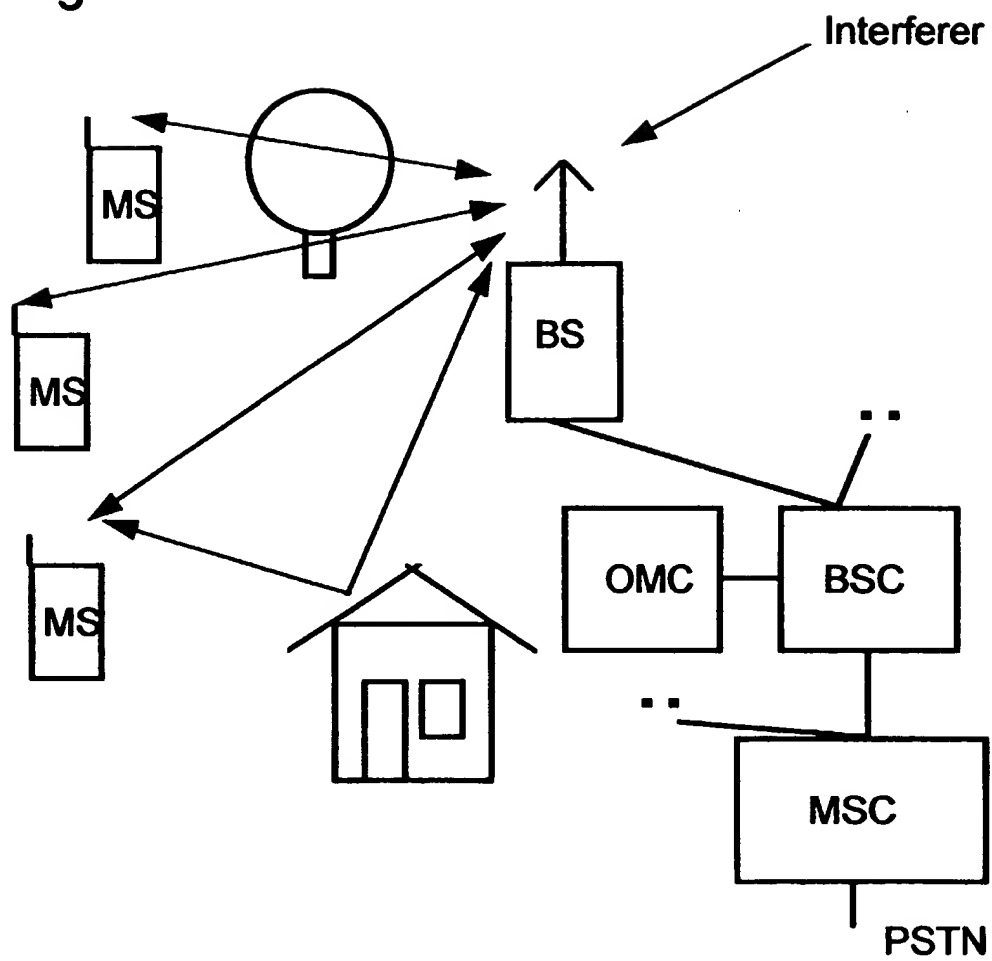 Interferer
MS
BS
MS
. .
OMC
BSC
MS
. .
MSC
PSTN